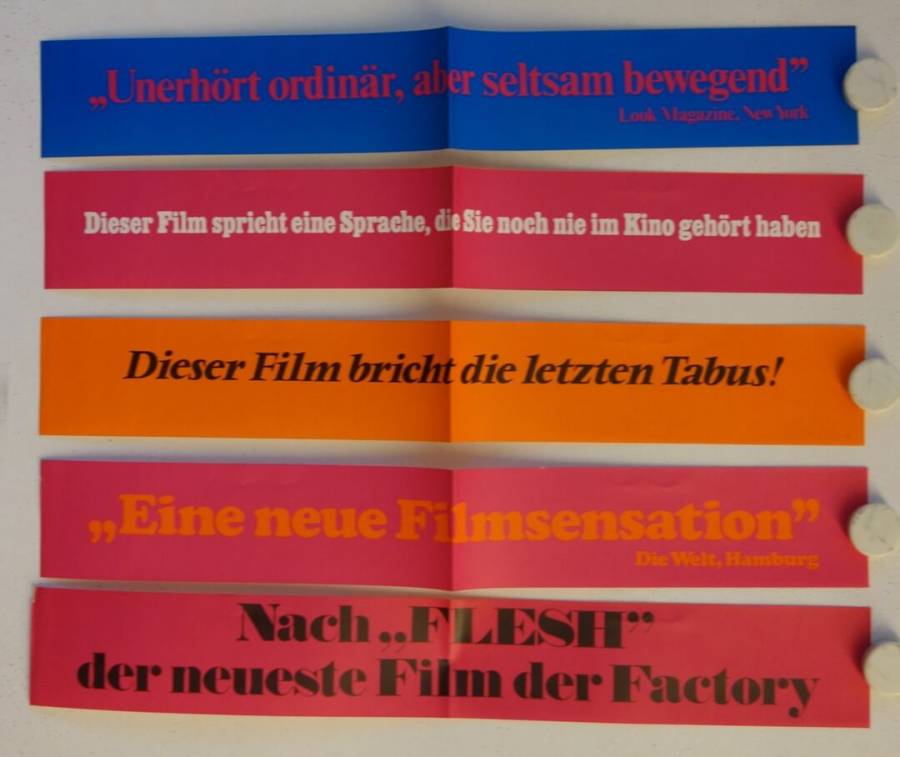 „Unerhört ordinär, aber seltsam bewegend”
Look Magazine, New York
Dieser Film spricht eine Sprache, die Sie noch nie im Kino gehört haben
Dieser Film bricht die letzten Tabus!
„Eine neue Filmsensation”
Die Welt, Hamburg
Nach „FLESH”
der neueste Film der Factory